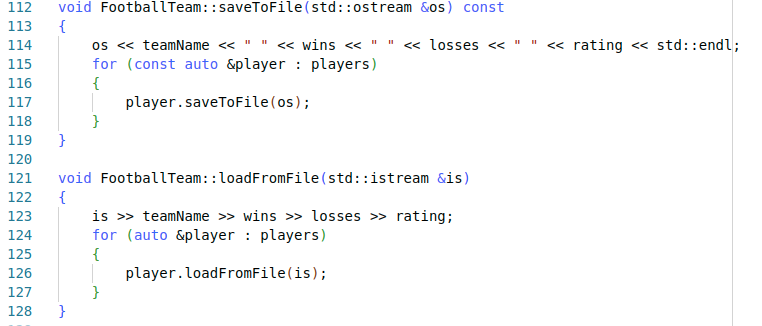 112 void FootballTeam::saveToFile(std::ostream &os) const
113 {
114     os << teamName << " " << wins << " " << losses << " " << rating << std::endl;
115     for (const auto &player : players)
116     {
117         player.saveToFile(os);
118     }
119 }
120
121 void FootballTeam::loadFromFile(std::istream &is)
122 {
123     is >> teamName >> wins >> losses >> rating;
124     for (auto &player : players)
125     {
126         player.loadFromFile(is);
127     }
128 }